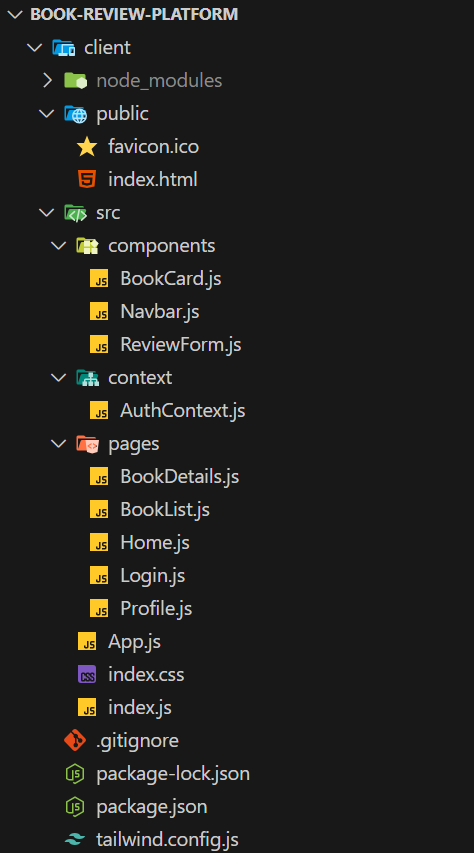 BOOK-REVIEW-PLATFORM
client
node_modules
public
favicon.ico
index.html
src
components
BookCard.js
Navbar.js
ReviewForm.js
context
AuthContext.js
pages
BookDetails.js
BookList.js
Home.js
Login.js
Profile.js
App.js
index.css
index.js
.gitignore
package-lock.json
package.json
tailwind.config.js